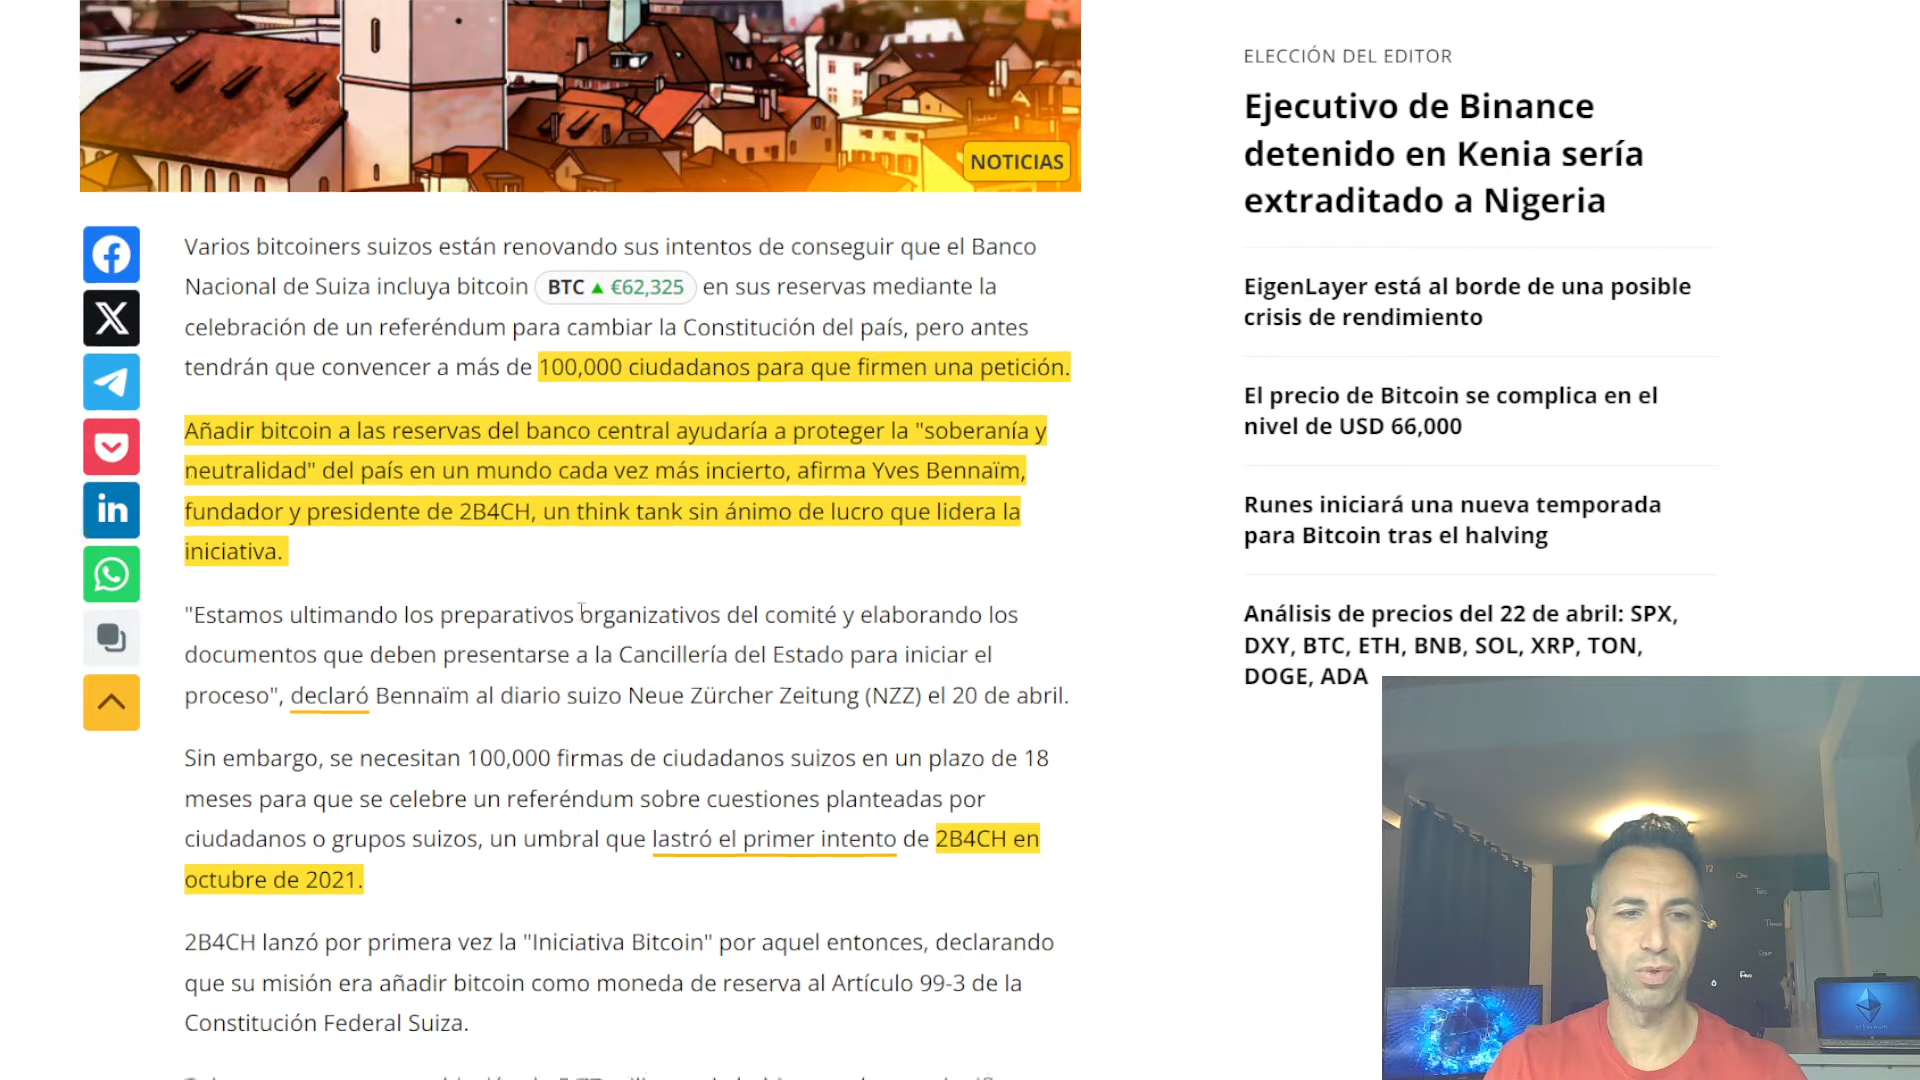 NOTICIAS
Varios bitcoiners suizos están renovando sus intentos de conseguir que el Banco
Nacional de Suiza incluya bitcoin BTC ▲ €62,325 en sus reservas mediante la
celebración de un referéndum para cambiar la Constitución del país, pero antes
tendrán que convencer a más de 100,000 ciudadanos para que firmen una petición.
Añadir bitcoin a las reservas del banco central ayudaría a proteger la "soberanía y
neutralidad" del país en un mundo cada vez más incierto, afirma Yves Bennaïm,
fundador y presidente de 2B4CH, un think tank sin ánimo de lucro que lidera la
iniciativa.
"Estamos ultimando los preparativos organizativos del comité y elaborando los
documentos que deben presentarse a la Cancillería del Estado para iniciar el
proceso", declaró Bennaïm al diario suizo Neue Zürcher Zeitung (NZZ) el 20 de abril.
Sin embargo, se necesitan 100,000 firmas de ciudadanos suizos en un plazo de 18
meses para que se celebre un referéndum sobre cuestiones planteadas por
ciudadanos o grupos suizos, un umbral que lastró el primer intento de 2B4CH en
octubre de 2021.
2B4CH lanzó por primera vez la "Iniciativa Bitcoin" por aquel entonces, declarando
que su misión era añadir bitcoin como moneda de reserva al Artículo 99-3 de la
Constitución Federal Suiza.
ELECCIÓN DEL EDITOR
Ejecutivo de Binance
detenido en Kenia sería
extraditado a Nigeria
EigenLayer está al borde de una posible
crisis de rendimiento
El precio de Bitcoin se complica en el
nivel de USD 66,000
Runes iniciará una nueva temporada
para Bitcoin tras el halving
Análisis de precios del 22 de abril: SPX,
DXY, BTC, ETH, BNB, SOL, XRP, TON,
DOGE, ADA